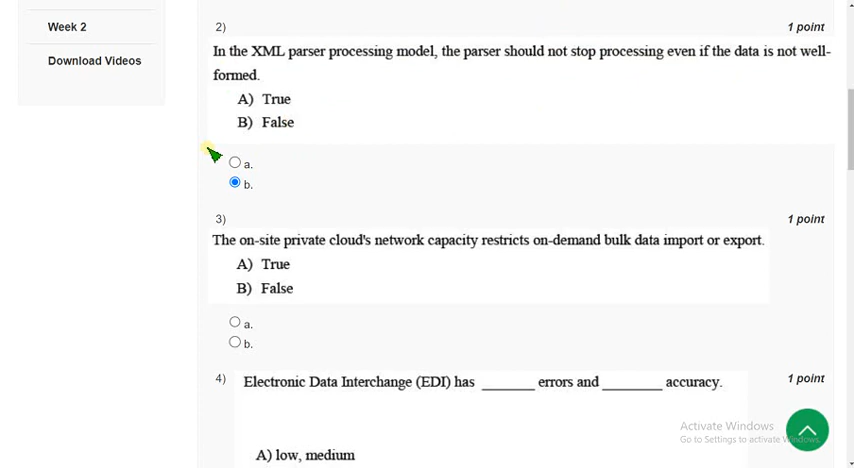 Week 2
Download Videos
2)
1 point
In the XML parser processing model, the parser should not stop processing even if the data is not well-
formed.
A) True
B) False
a.
b.
3)
1 point
The on-site private cloud's network capacity restricts on-demand bulk data import or export.
A) True
B) False
a.
b.
4)
Electronic Data Interchange (EDI) has _______ errors and ________ accuracy.
1 point
A) low, medium
Activate Windows
Go to Settings to activate Windows.